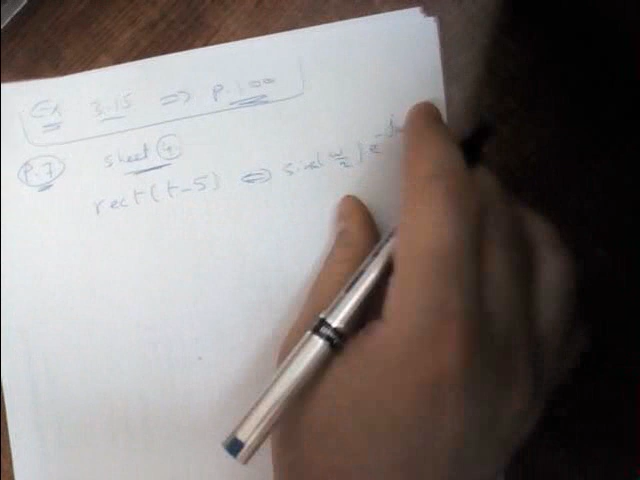 Ex 3.15 ⇒ p.100
P.7 sheet 4
rect(t-5) ⇔ sinc(w/2) e^-j